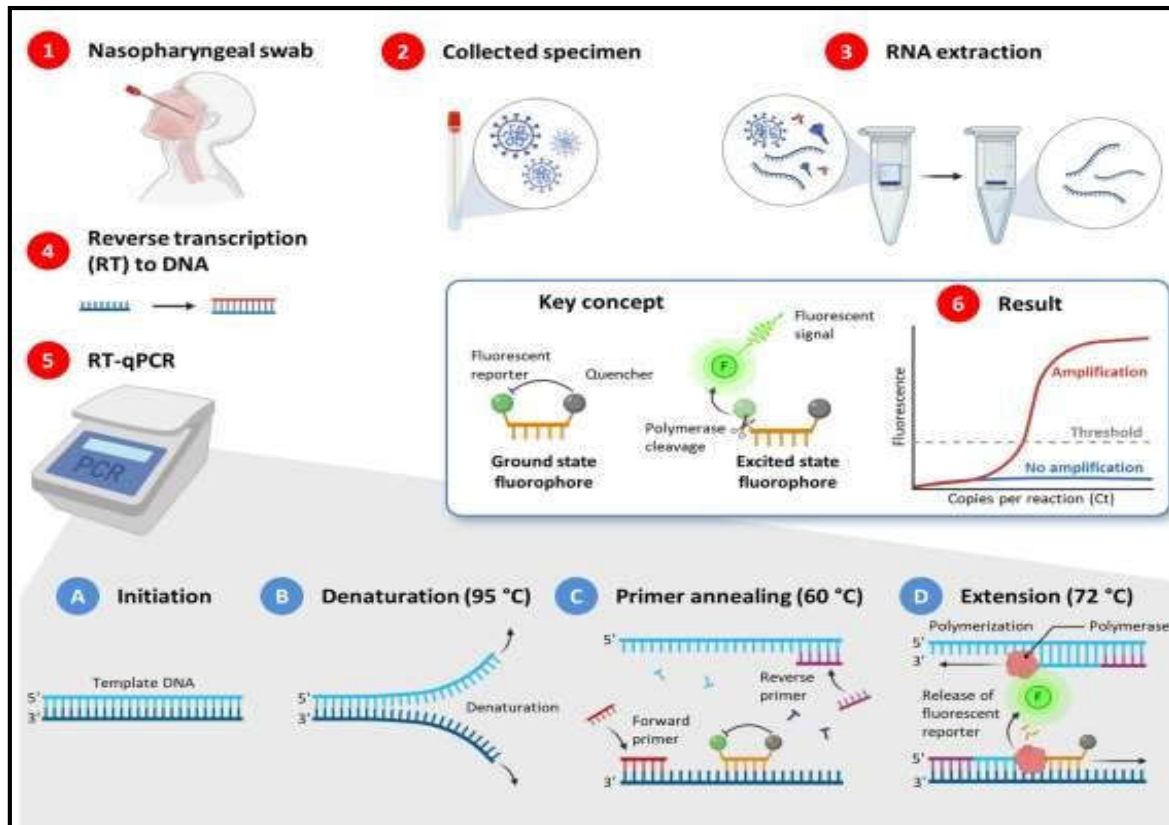 1 Nasopharyngeal swab
2 Collected specimen
3 RNA extraction
4 Reverse transcription
(RT) to DNA
5 RT-qPCR
PCR
Key concept
Fluorescent
reporter
Quencher
Ground state
fluorophore
Fluorescent
signal
F
Polymerase
cleavage
Excited state
fluorophore
6 Result
Fluorescence
Amplification
Threshold
No amplification
Copies per reaction (Ct)
A Initiation
Template DNA
5'
3'
B Denaturation (95 °C)
5'
3'
Denaturation
C Primer annealing (60 °C)
5'
Reverse
primer
Forward
primer
3'
D Extension (72 °C)
Polymerization
Polymerase
5'
3'
F
Release of
fluorescent
reporter
5'
3'